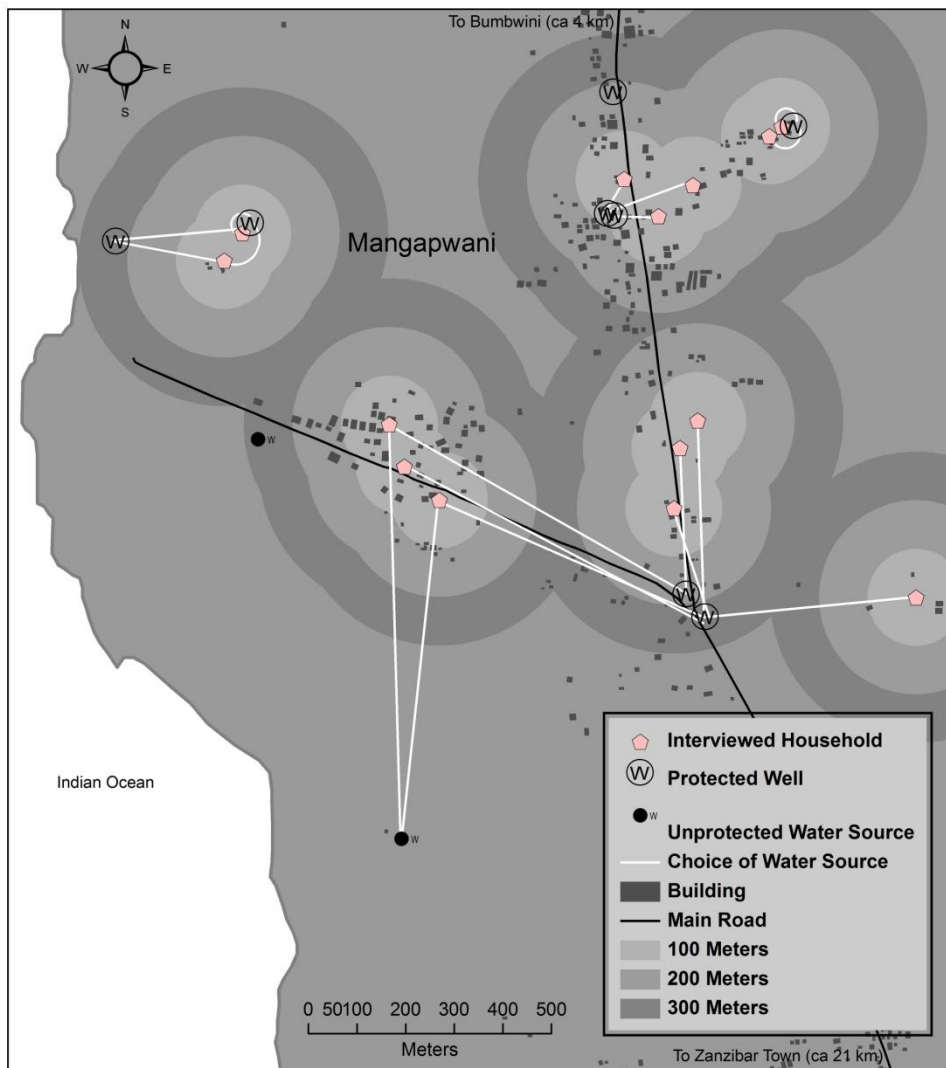 To Bumbwini (ca 4 km)
N
W E
S
W
W
W
W
Mangapwani
W W
W
W
W
Indian Ocean
W
Interviewed Household
W Protected Well
W
Unprotected Water Source
Choice of Water Source
Building
Main Road
100 Meters
200 Meters
300 Meters
0 50 100 200 300 400 500
Meters
To Zanzibar Town (ca 21 km)